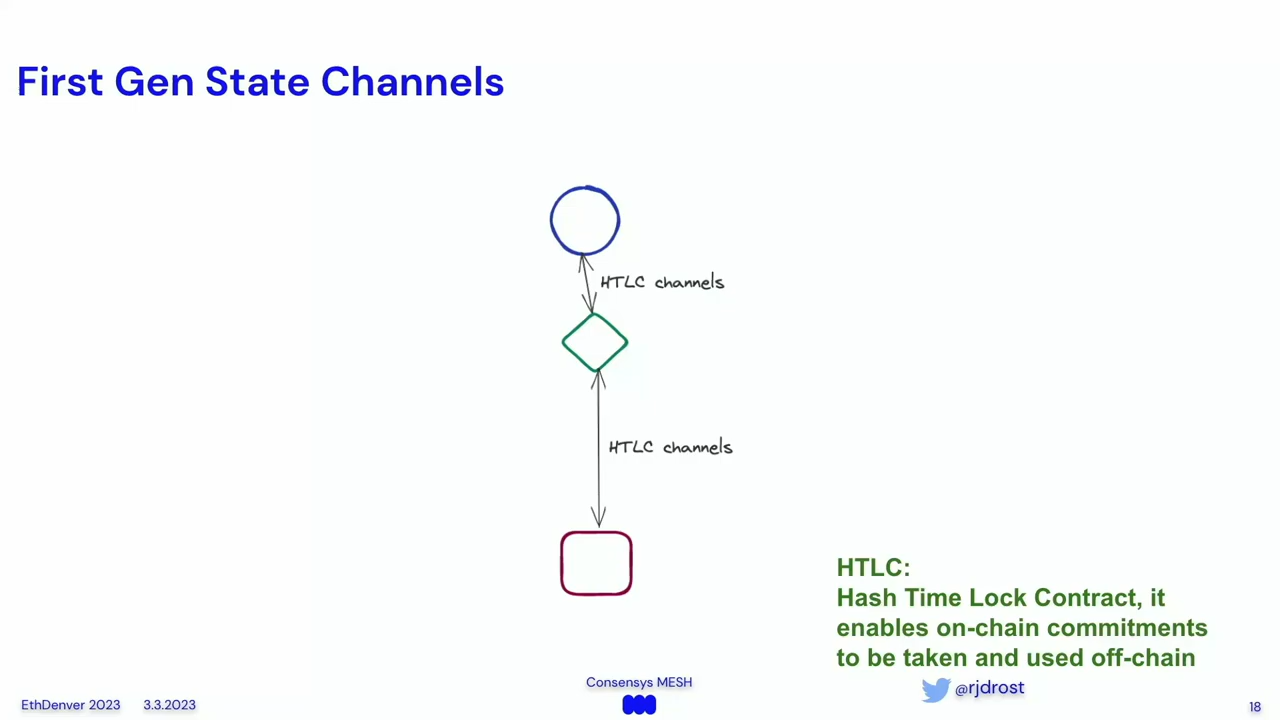 First Gen State Channels
HTLC channels
HTLC channels
HTLC:
Hash Time Lock Contract, it
enables on-chain commitments
to be taken and used off-chain
Consensys MESH
@rjdrost
EthDenver 2023 3.3.2023
18